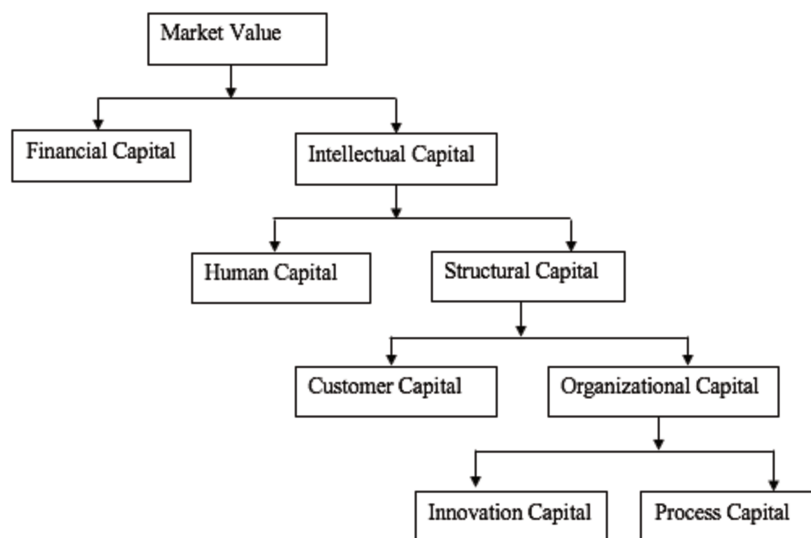 Market Value
Financial Capital
Intellectual Capital
Human Capital
Structural Capital
Customer Capital
Organizational Capital
Innovation Capital
Process Capital